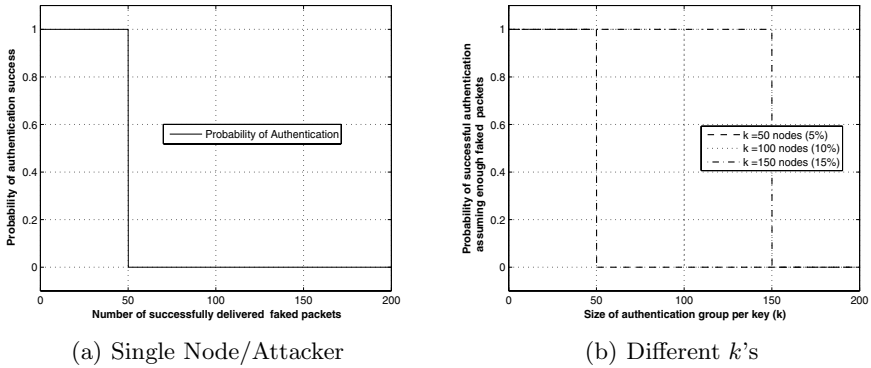 1
0.8
0.6
0.4
0.2
0
Probability of authentication success
Probability of Authentication
0 50 100 150 200
Number of successfully delivered faked packets
(a) Single Node/Attacker
1
0.8
0.6
0.4
0.2
0
Probability of successful authentication
assuming enough faked packets
k =50 nodes (5%)
k =100 nodes (10%)
k =150 nodes (15%)
0 50 100 150 200
Size of authentication group per key (k)
(b) Different k's